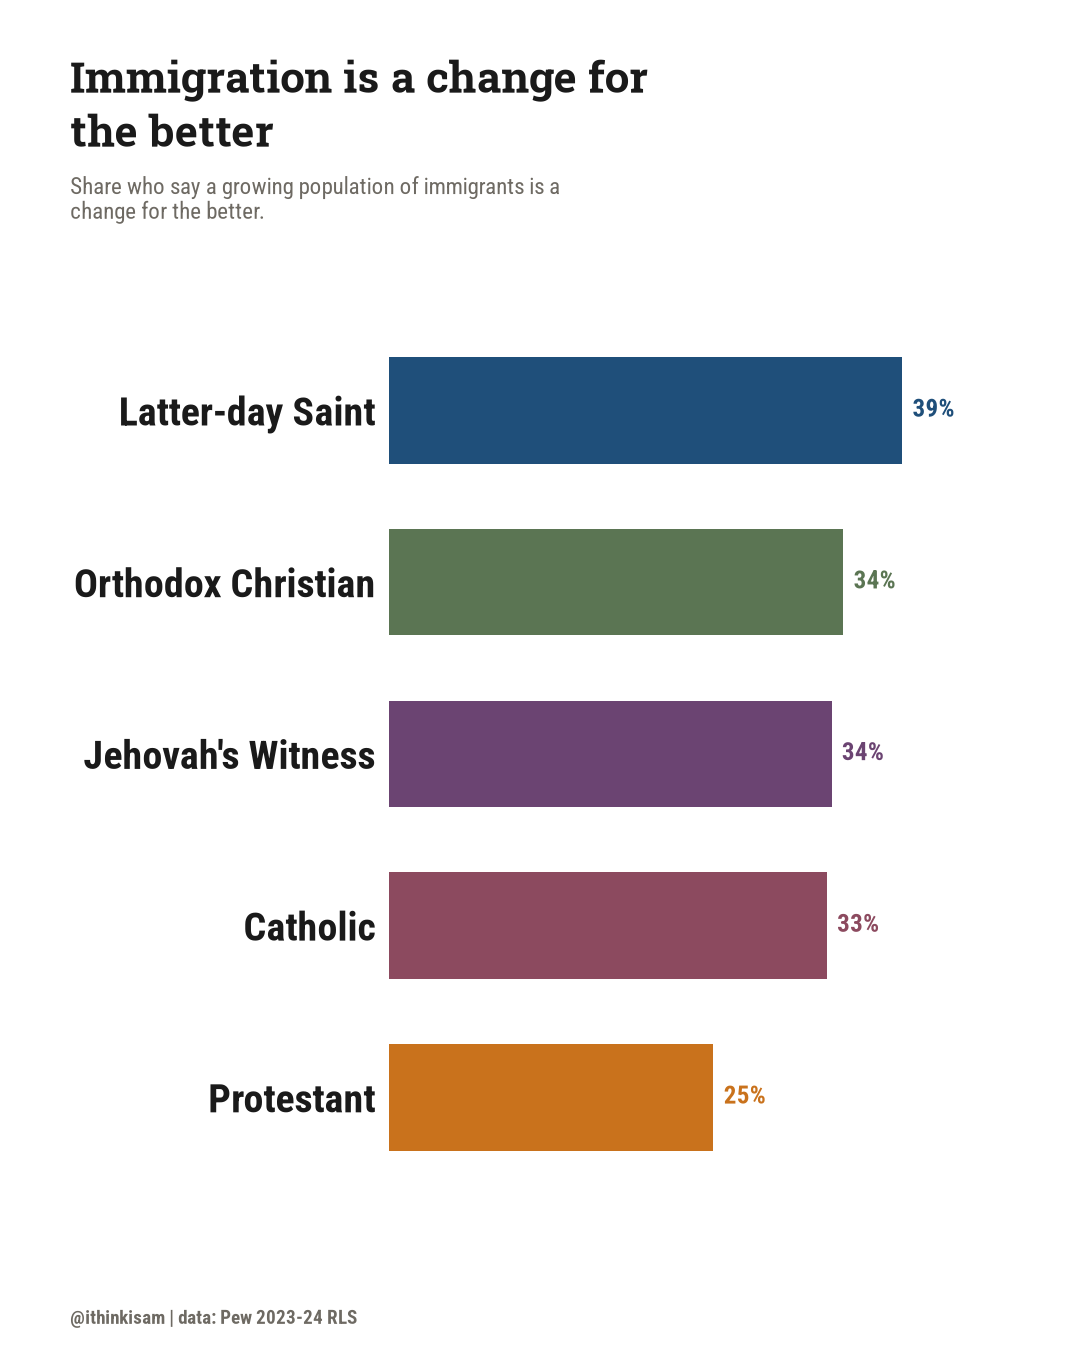 Immigration is a change for
the better
Share who say a growing population of immigrants is a
change for the better.
Latter-day Saint 39%
Orthodox Christian 34%
Jehovah's Witness 34%
Catholic 33%
Protestant 25%
@ithinkisam | data: Pew 2023-24 RLS